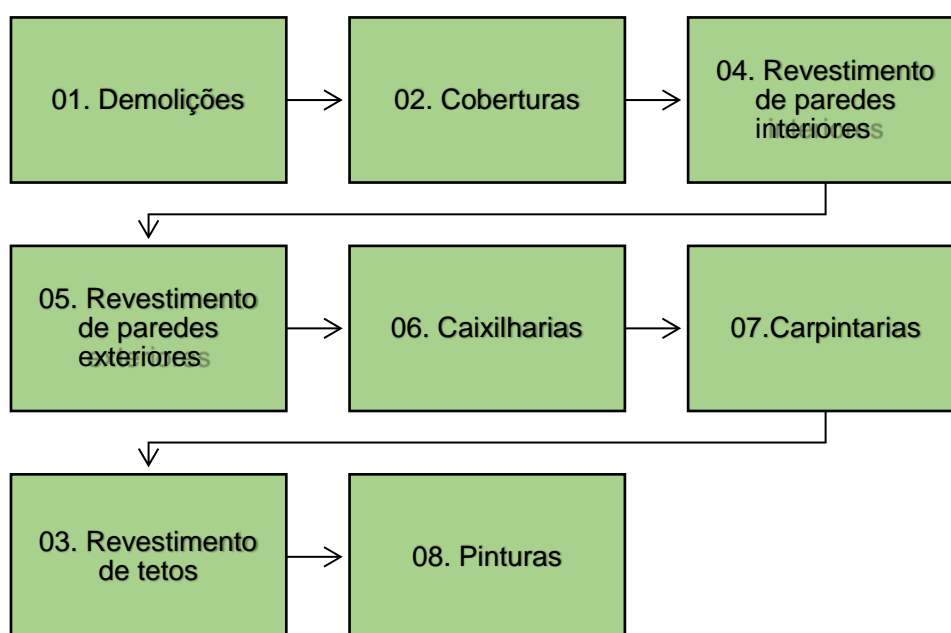 01. Demolições
02. Coberturas
04. Revestimento
de paredes
interiores
05. Revestimento
de paredes
exteriores
06. Caixilharias
07.Carpintarias
03. Revestimento
de tetos
08. Pinturas